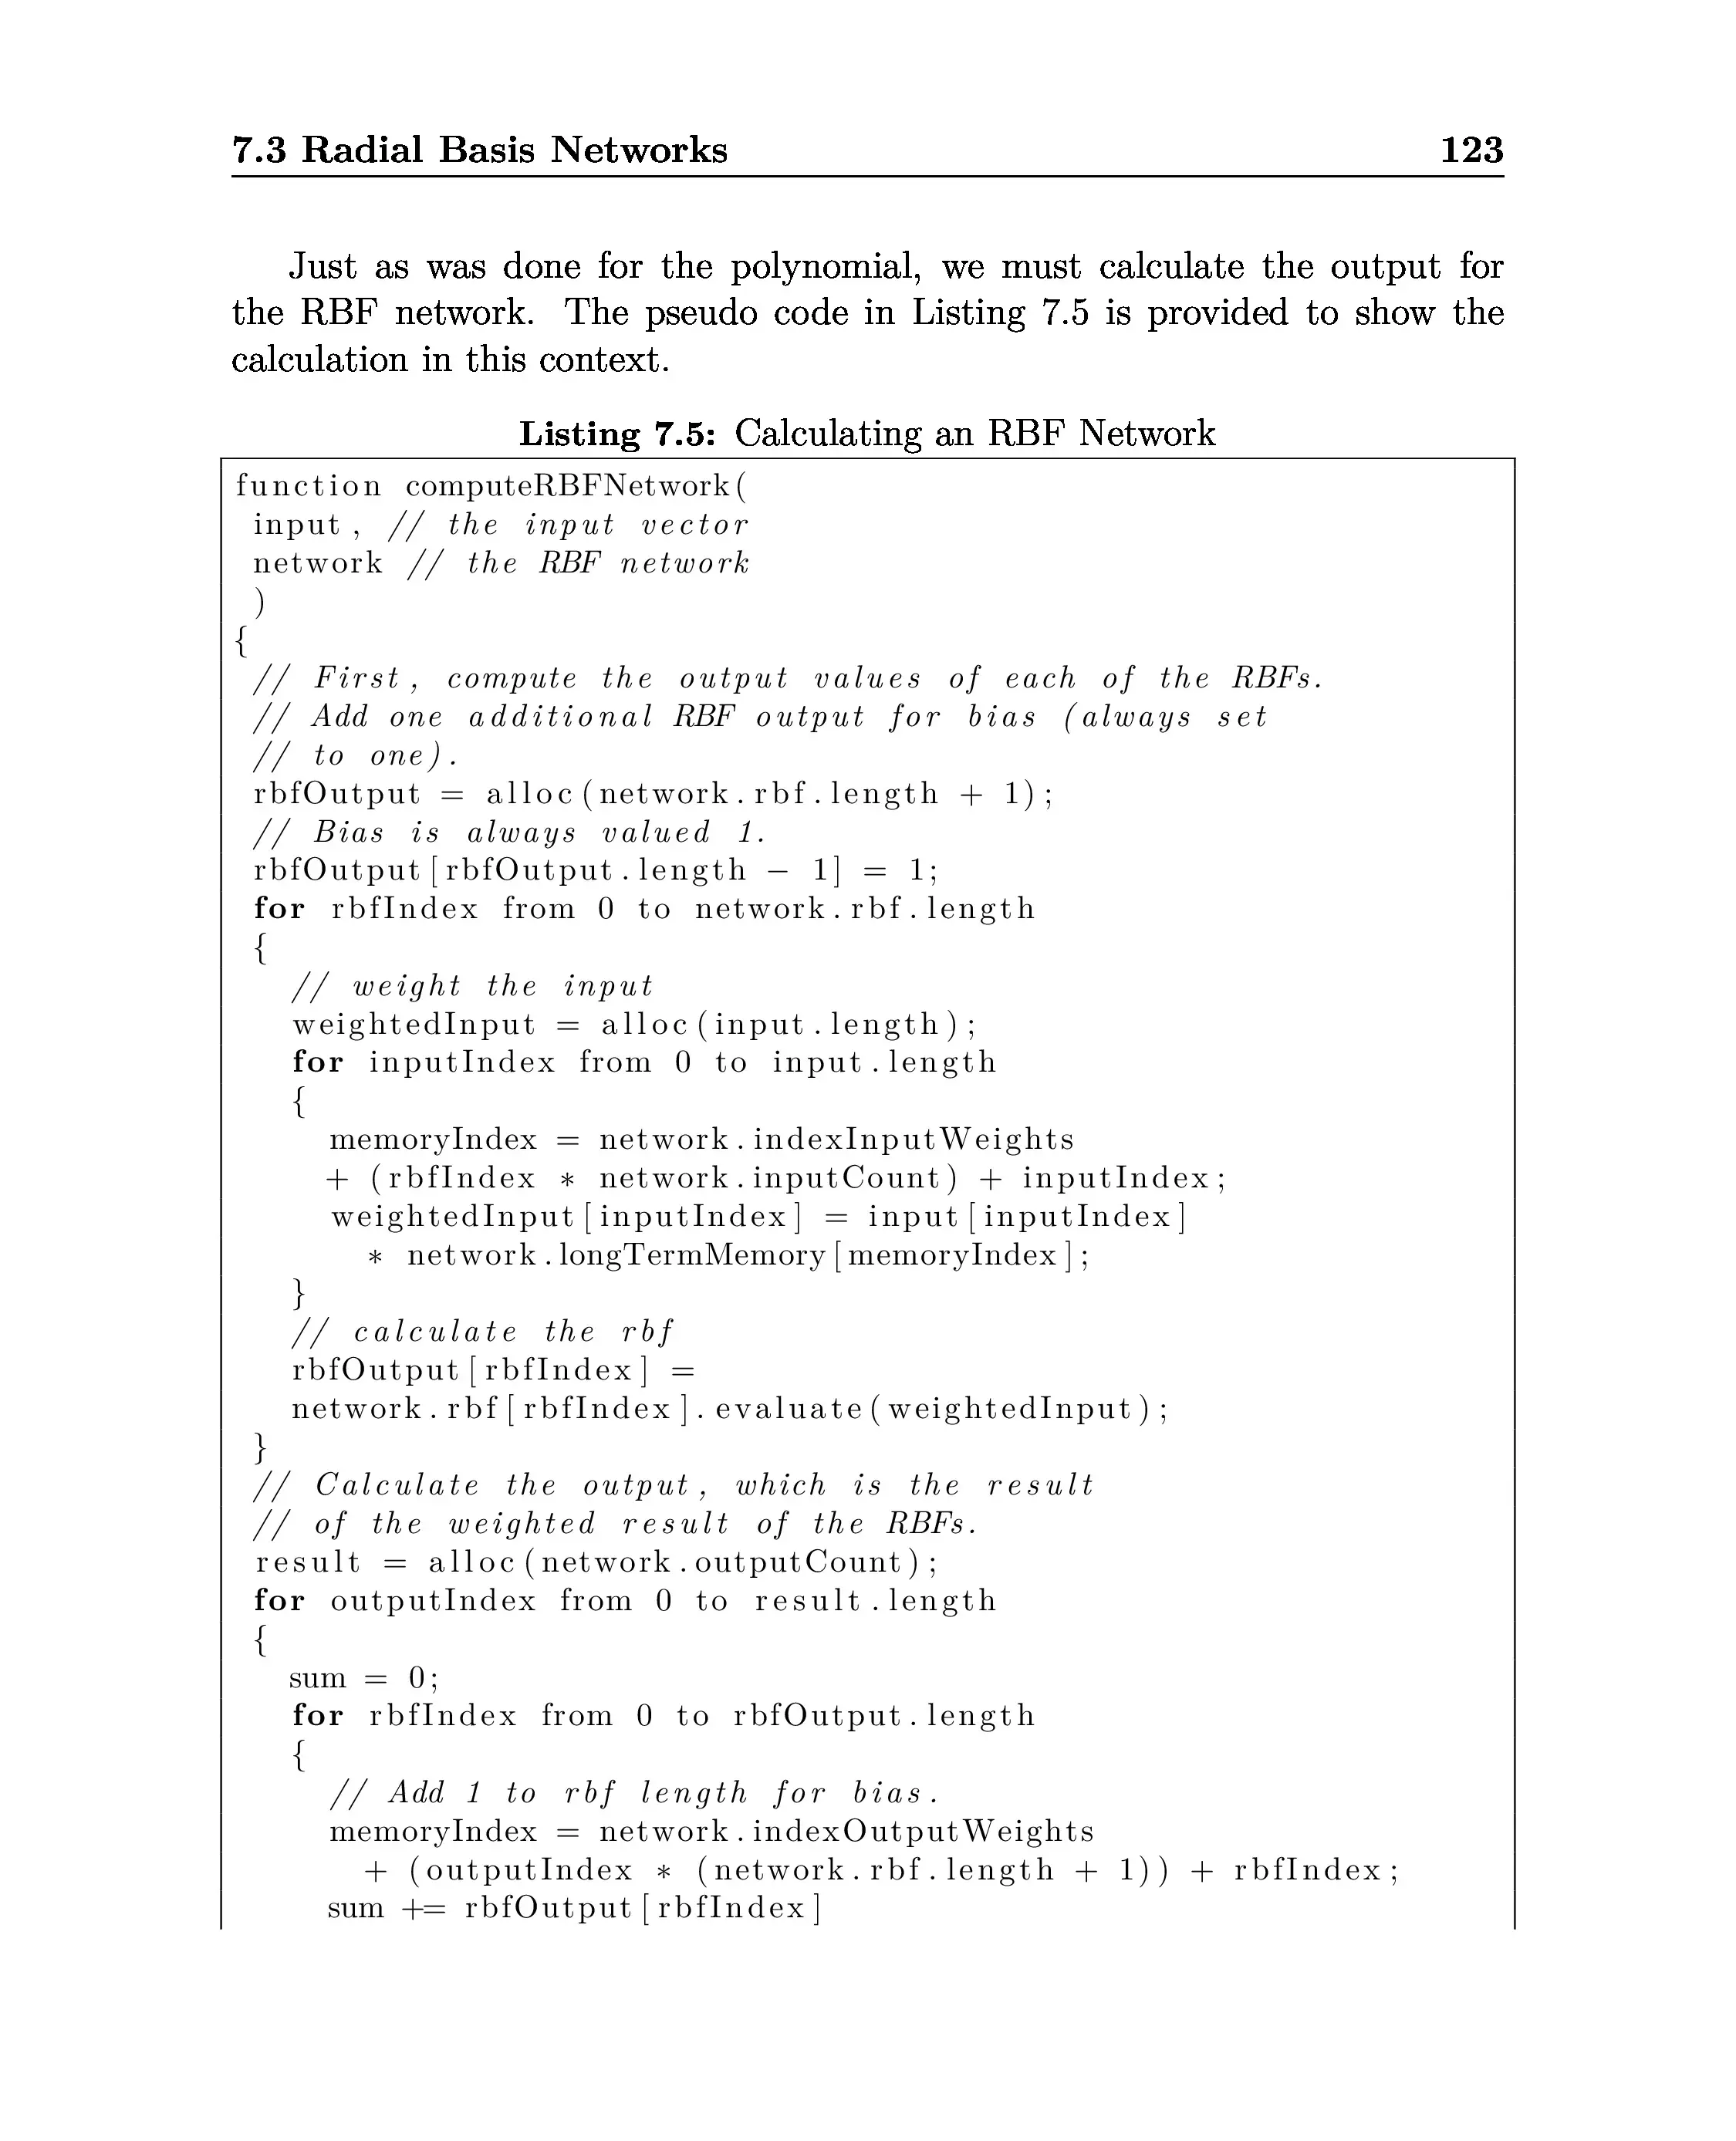 7.3 Radial Basis Networks 123
Just as was done for the polynomial, we must calculate the output for
the RBF network. The pseudo code in Listing 7.5 is provided to show the
calculation in this context.
Listing 7.5: Calculating an RBF Network
function computeRBFNetwork(
input, // the input vector
network // the RBF network
)
{
// First, compute the output values of each of the RBFs.
// Add one additional RBF output for bias (always set
// to one).
rbfOutput = alloc(network.rbf.length + 1);
// Bias is always valued 1.
rbfOutput[rbfOutput.length − 1] = 1;
for rbfIndex from 0 to network.rbf.length
{
// weight the input
weightedInput = alloc(input.length);
for inputIndex from 0 to input.length
{
memoryIndex = network.indexInputWeights
+ (rbfIndex * network.inputCount) + inputIndex;
weightedInput[inputIndex] = input[inputIndex]
* network.longTermMemory[memoryIndex];
}
// calculate the rbf
rbfOutput[rbfIndex] =
network.rbf[rbfIndex].evaluate(weightedInput);
}
// Calculate the output, which is the result
// of the weighted result of the RBFs.
result = alloc(network.outputCount);
for outputIndex from 0 to result.length
{
sum = 0;
for rbfIndex from 0 to rbfOutput.length
{
// Add 1 to rbf length for bias.
memoryIndex = network.indexOutputWeights
+ (outputIndex * (network.rbf.length + 1)) + rbfIndex;
sum += rbfOutput[rbfIndex]